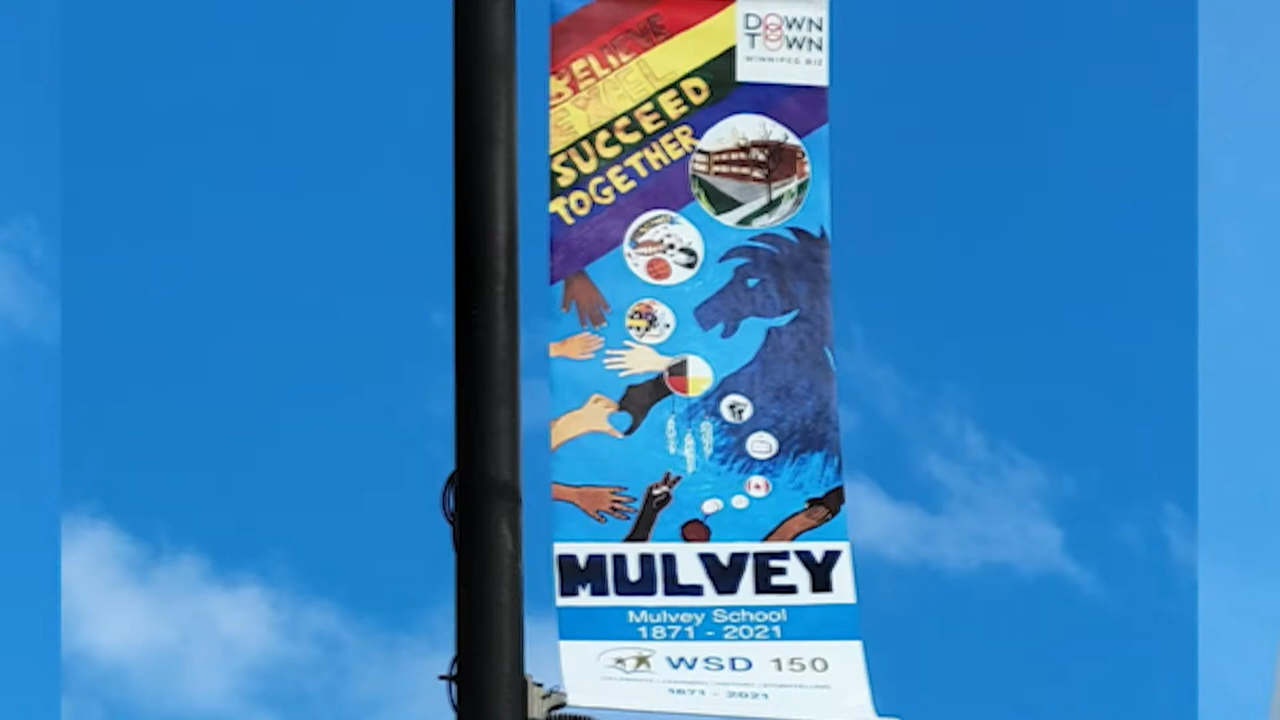 DOWN
TOWN
WINNIPEG BIZ
BELIEVE
EXCEL
SUCCEED
TOGETHER
MULVEY
Mulvey School
1871 - 2021
WSD 150
1871 - 2021